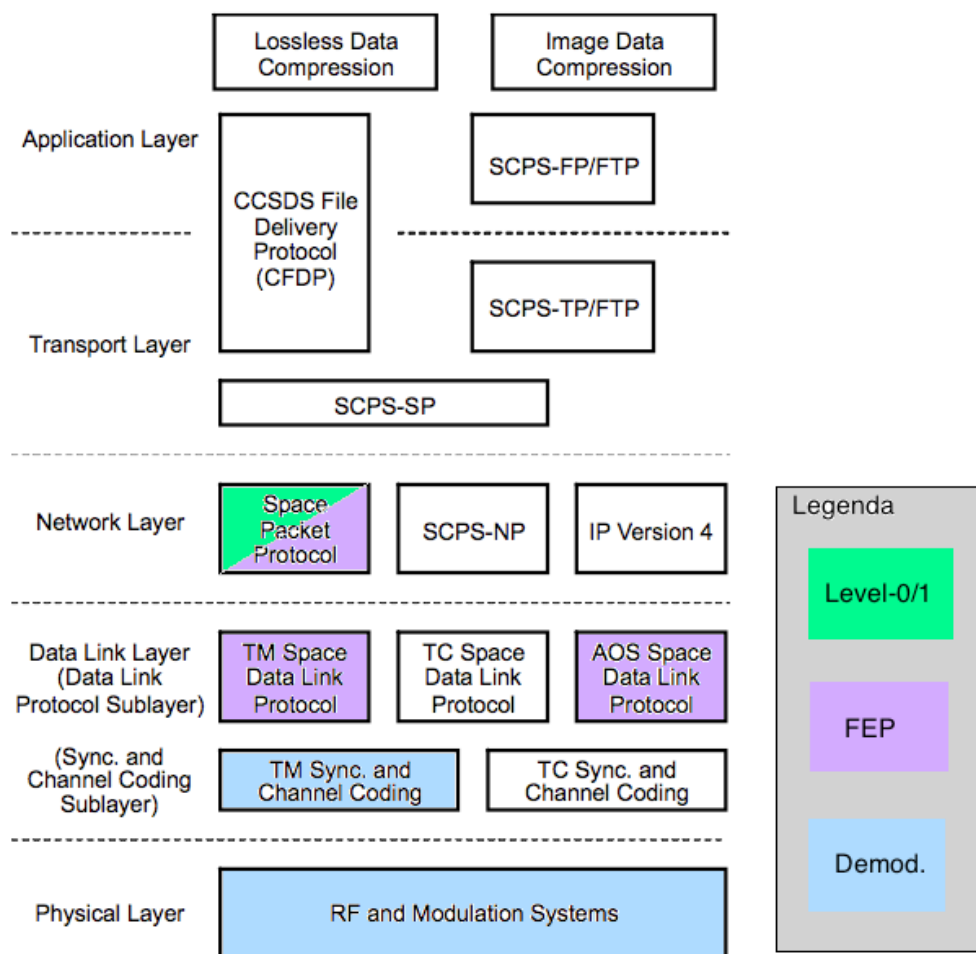 Lossless Data
Compression
Image Data
Compression
Application Layer
CCSDS File
Delivery
Protocol
(CFDP)
SCPS-FP/FTP
Transport Layer
SCPS-TP/FTP
SCPS-SP
Network Layer
Space
Packet
Protocol
SCPS-NP
IP Version 4
Data Link Layer
(Data Link
Protocol Sublayer)
TM Space
Data Link
Protocol
TC Space
Data Link
Protocol
AOS Space
Data Link
Protocol
(Sync. and
Channel Coding
Sublayer)
TM Sync. and
Channel Coding
TC Sync. and
Channel Coding
Physical Layer
RF and Modulation Systems
Legenda
Level-0/1
FEP
Demod.